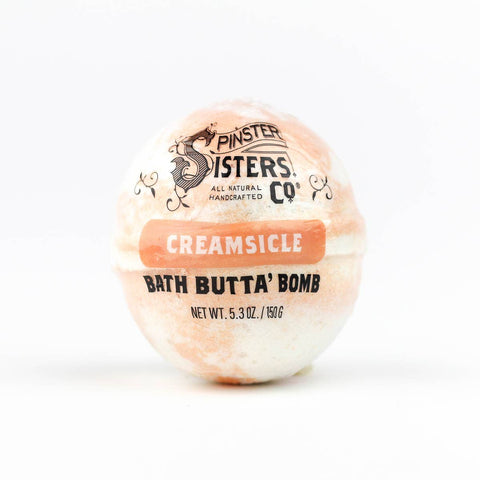 SPINSTER
SISTERS
ALL NATURAL
HANDCRAFTED
CO®
CREAMSICLE
BATH BUTTA' BOMB
NET WT. 5.3 OZ. / 150 G